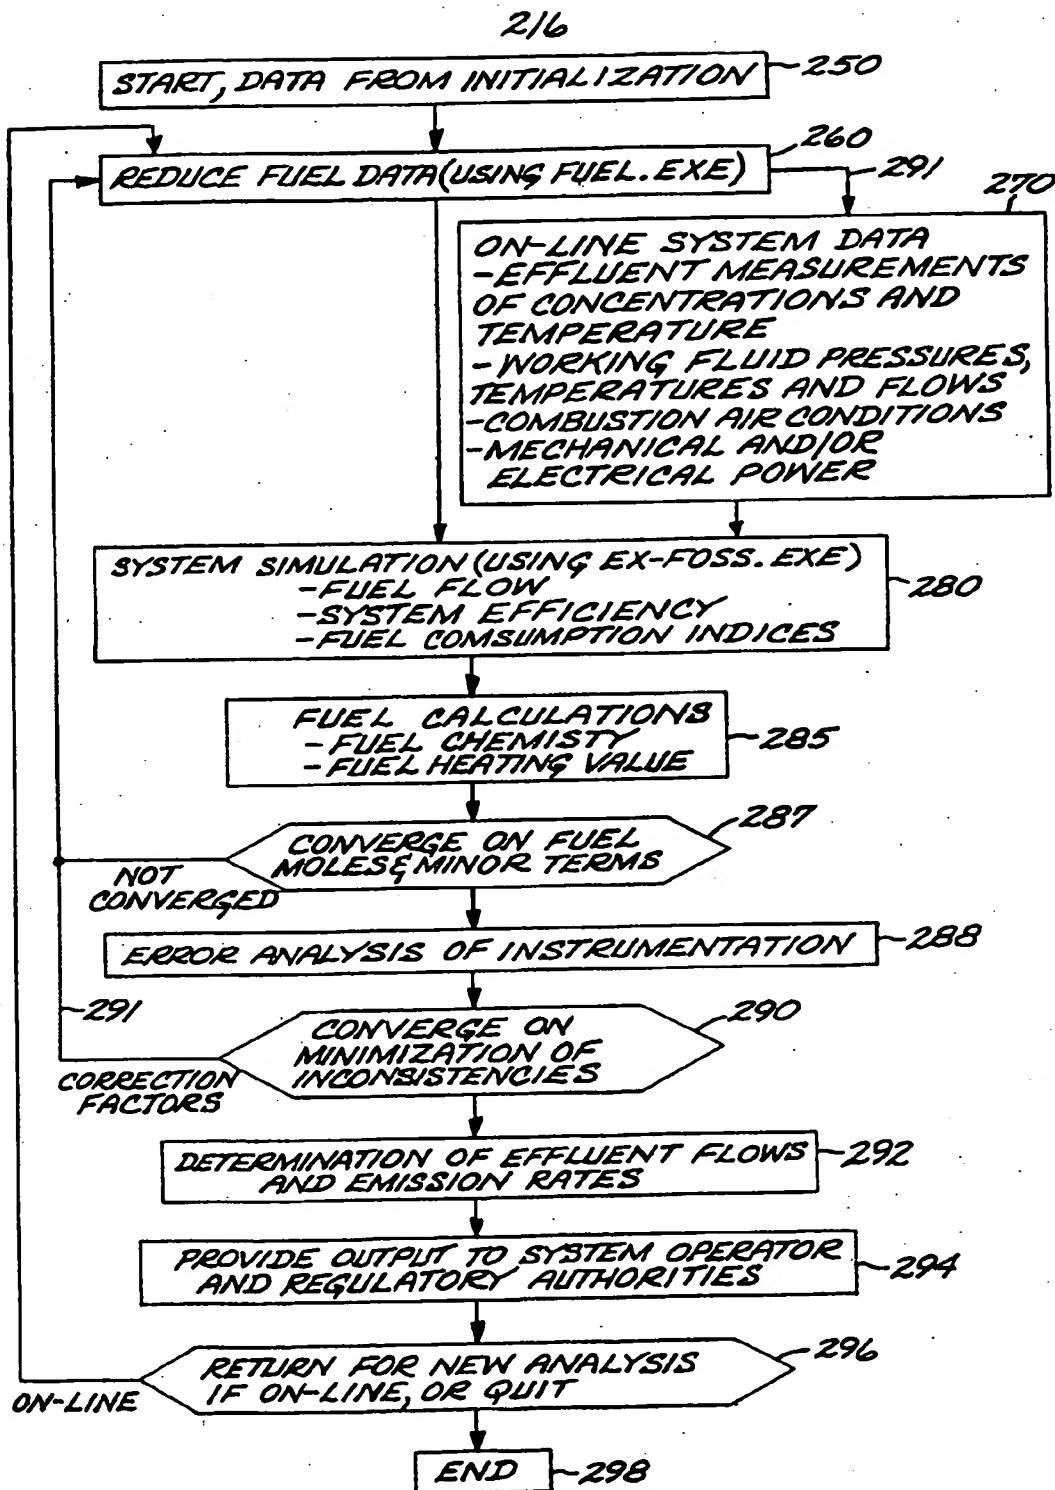 216
START, DATA FROM INITIALIZATION
250
REDUCE FUEL DATA (USING FUEL.EXE)
260
291
270
ON-LINE SYSTEM DATA
-EFFLUENT MEASUREMENTS
OF CONCENTRATIONS AND
TEMPERATURE
-WORKING FLUID PRESSURES,
TEMPERATURES AND FLOWS
-COMBUSTION AIR CONDITIONS
-MECHANICAL AND/OR
ELECTRICAL POWER
SYSTEM SIMULATION (USING EX-FOSS.EXE)
-FUEL FLOW
-SYSTEM EFFICIENCY
-FUEL COMSUMPTION INDICES
280
FUEL CALCULATIONS
-FUEL CHEMISTY
-FUEL HEATING VALUE
285
CONVERGE ON FUEL
MOLES & MINOR TERMS
287
NOT
CONVERGED
ERROR ANALYSIS OF INSTRUMENTATION
288
291
CONVERGE ON
MINIMIZATION OF
INCONSISTENCIES
290
CORRECTION
FACTORS
DETERMINATION OF EFFLUENT FLOWS
AND EMISSION RATES
292
PROVIDE OUTPUT TO SYSTEM OPERATOR
AND REGULATORY AUTHORITIES
294
RETURN FOR NEW ANALYSIS
IF ON-LINE, OR QUIT
296
ON-LINE
END
298